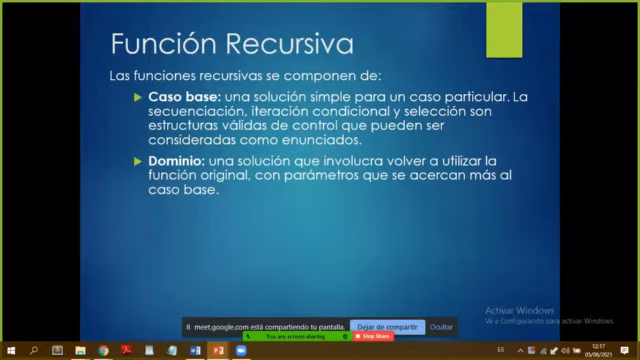 Función Recursiva
Las funciones recursivas se componen de:
Caso base: una solución simple para un caso particular. La
secuenciación, iteración condicional y selección son
estructuras válidas de control que pueden ser
consideradas como enunciados.
Dominio: una solución que involucra volver a utilizar la
función original, con parámetros que se acercan más al
caso base.
Activar Windows
Ve a Configuración para activar Windows.
meet.google.com está compartiendo tu pantalla.
Dejar de compartir
Ocultar
You are screen sharing
Stop Share
ES
12:17
05/06/2021